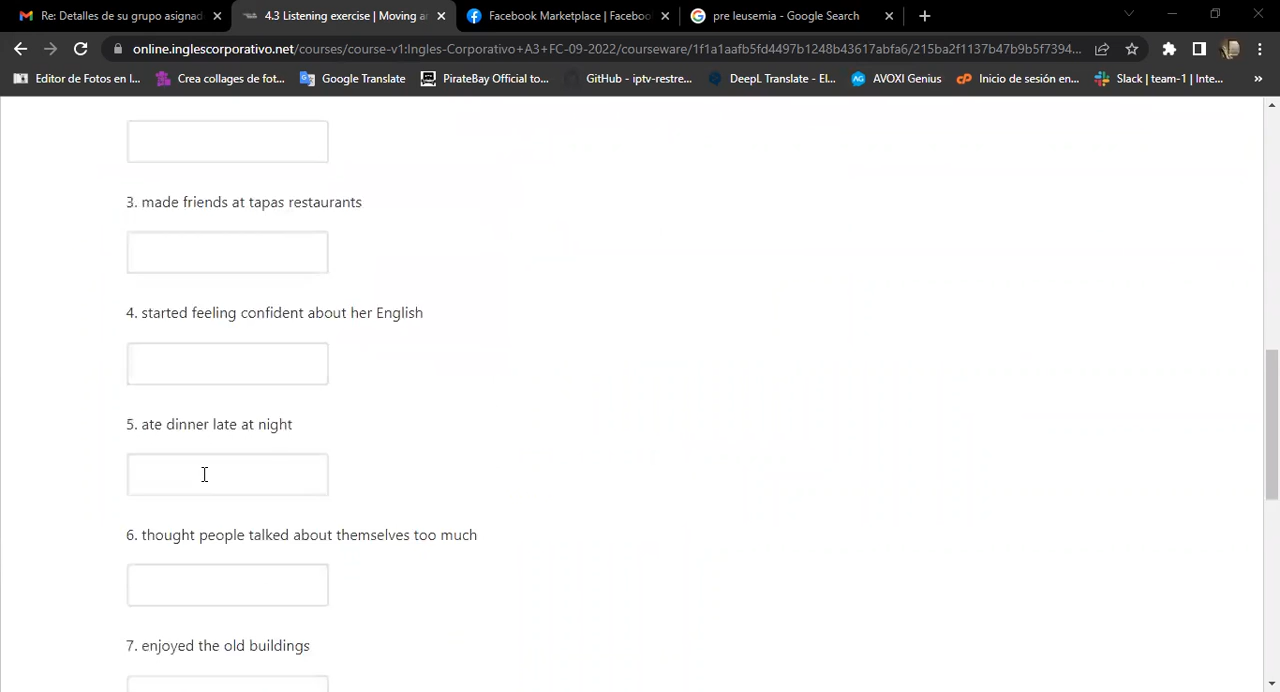 Re: Detalles de su grupo asignad
4.3 Listening exercise | Moving ar
Facebook Marketplace | Faceboo
pre leusemia - Google Search
online.inglescorporativo.net/courses/course-v1:Ingles-Corporativo+A3+FC-09-2022/courseware/1f1a1aafb5fd4497b1248b43617abfa6/215ba2f1137b47b9b5f7394...
Editor de Fotos en l...
Crea collages de fot...
Google Translate
PirateBay Official to...
GitHub - iptv-restre...
DeepL Translate - El...
AVOXI Genius
Inicio de sesión en...
Slack | team-1 | Inte...
3. made friends at tapas restaurants
4. started feeling confident about her English
5. ate dinner late at night
6. thought people talked about themselves too much
7. enjoyed the old buildings